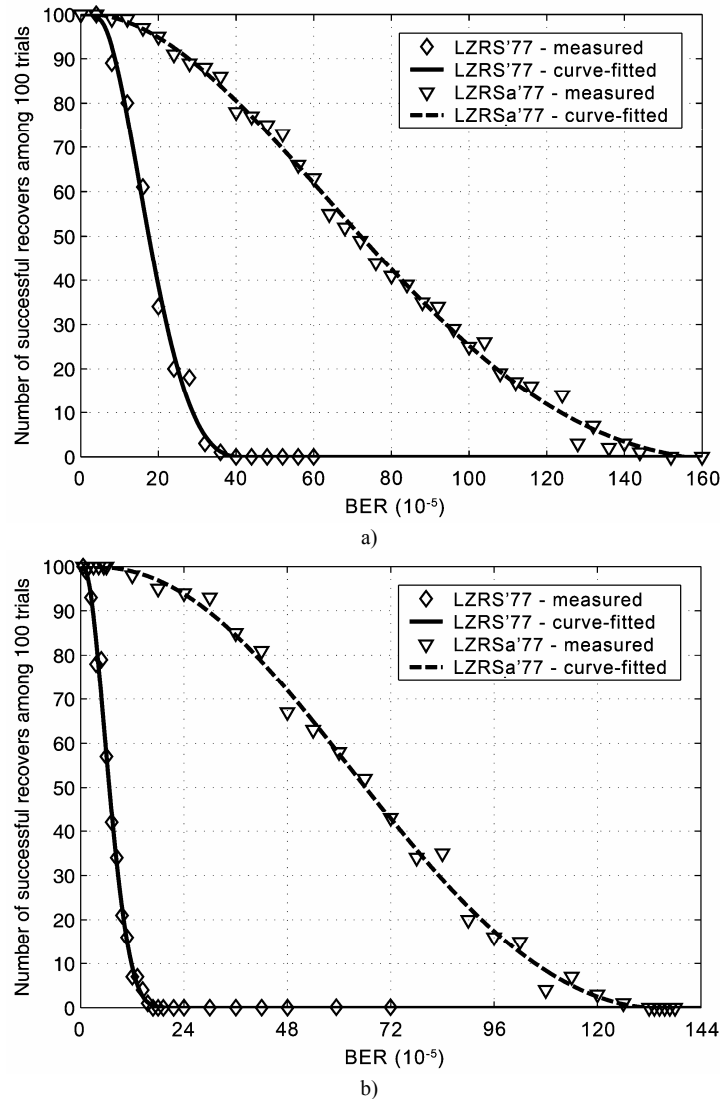 100
90
80
70
60
50
40
30
20
10
0
Number of successful recovers among 100 trials
LZRS'77 - measured
LZRS'77 - curve-fitted
LZRSa'77 - measured
LZRSa'77 - curve-fitted
0 20 40 60 80 100 120 140 160
BER (10-5)
a)
100
90
80
70
60
50
40
30
20
10
0
Number of successful recovers among 100 trials
LZRS'77 - measured
LZRS'77 - curve-fitted
LZRSa'77 - measured
LZRSa'77 - curve-fitted
0 24 48 72 96 120 144
BER (10-5)
b)